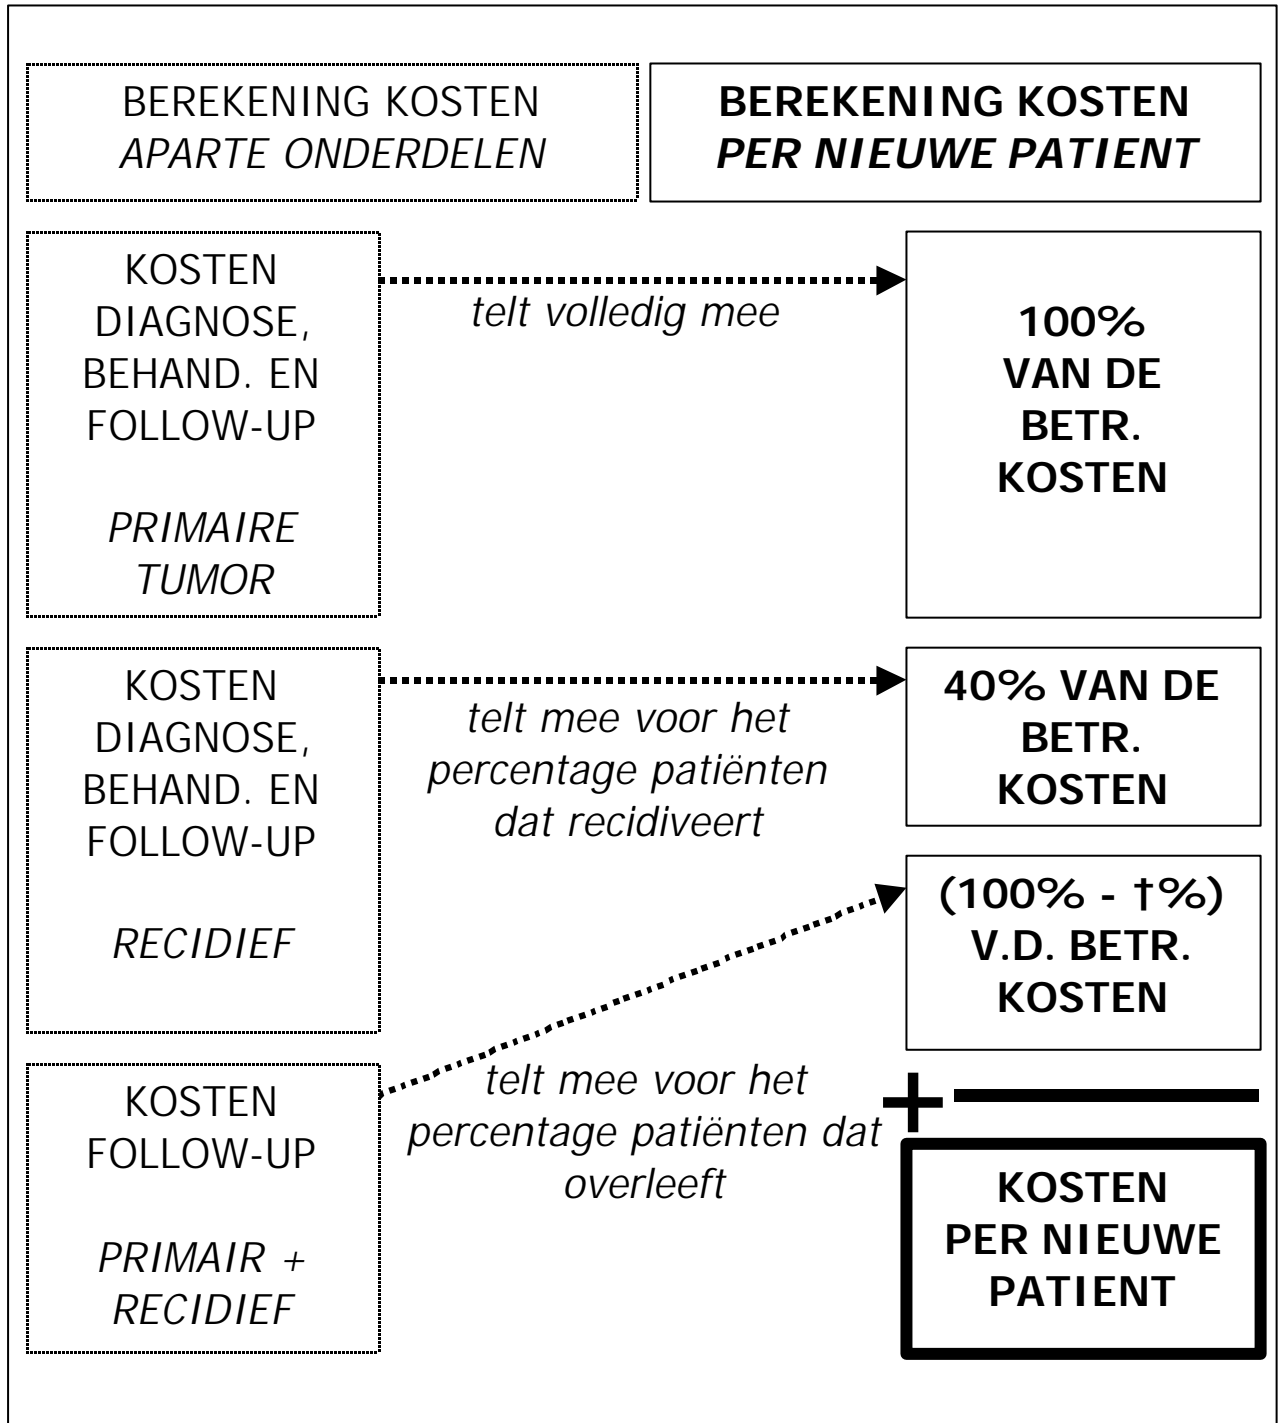 BEREKENING KOSTEN
APARTE ONDERDELEN
BEREKENING KOSTEN
PER NIEUWE PATIENT
KOSTEN
DIAGNOSE,
BEHAND. EN
FOLLOW-UP
PRIMAIRE
TUMOR
telt volledig mee
100%
VAN DE
BETR.
KOSTEN
KOSTEN
DIAGNOSE,
BEHAND. EN
FOLLOW-UP
RECIDIEF
telt mee voor het
percentage patiënten
dat recidiveert
40% VAN DE
BETR.
KOSTEN
KOSTEN
FOLLOW-UP
PRIMAIR +
RECIDIEF
telt mee voor het
percentage patiënten dat
overleeft
(100% - †%)
V.D. BETR.
KOSTEN
+
KOSTEN
PER NIEUWE
PATIENT